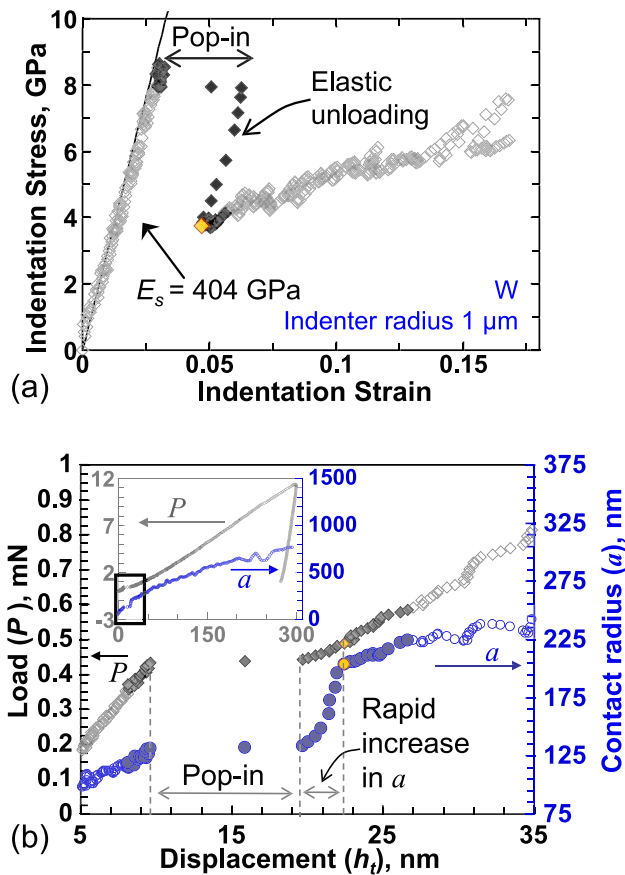 (a)
Pop-in
Elastic
unloading
E_s = 404 GPa
W
Indenter radius 1 µm
Indentation Stress, GPa
10
8
6
4
2
0
0 0.05 0.1 0.15
Indentation Strain
(b)
Load (P), mN
1
0.9
0.8
0.7
0.6
0.5
0.4
0.3
0.2
0.1
0
12
7
2
-3
1500
1000
500
0
0 150 300
P
a
P
a
Pop-in
Rapid
increase
in a
375
325
275
225
175
125
75
Contact radius (a), nm
5 10 15 20 25 30 35
Displacement (h_t), nm